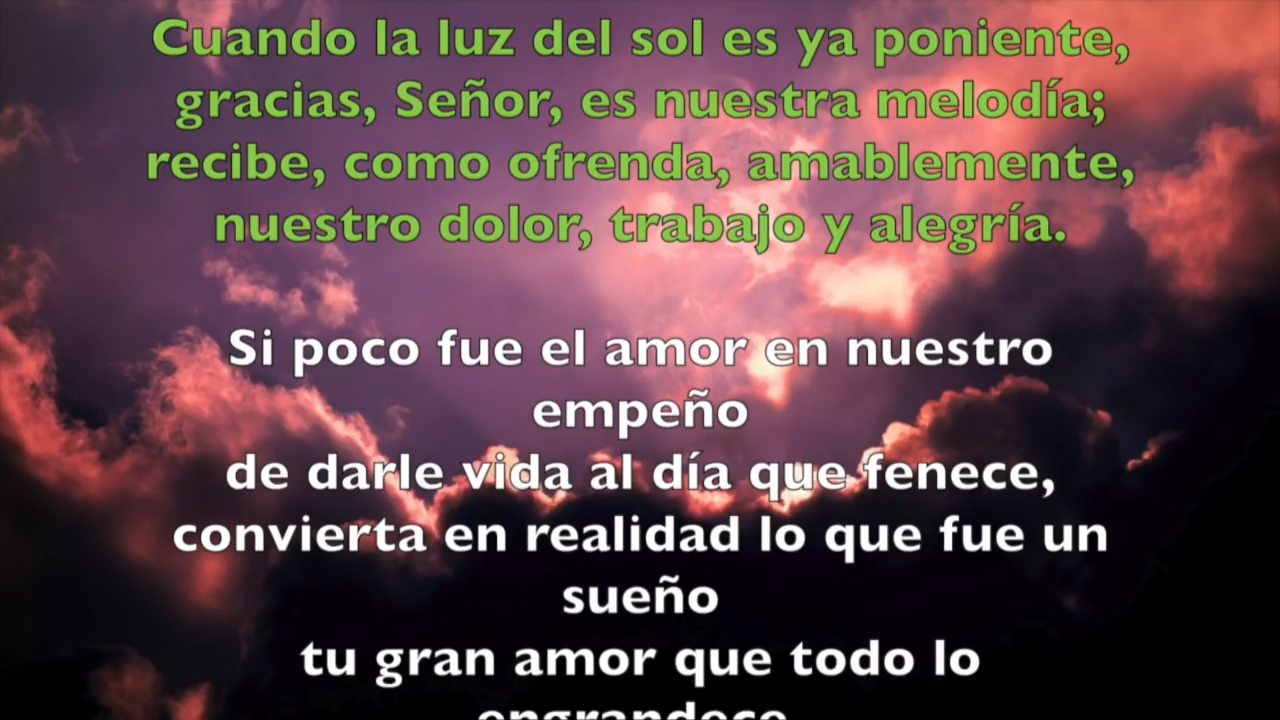 Cuando la luz del sol es ya poniente,
gracias, Señor, es nuestra melodía;
recibe, como ofrenda, amablemente,
nuestro dolor, trabajo y alegría.
Si poco fue el amor en nuestro
empeño
de darle vida al día que fenece,
convierta en realidad lo que fue un
sueño
tu gran amor que todo lo
engrandece.